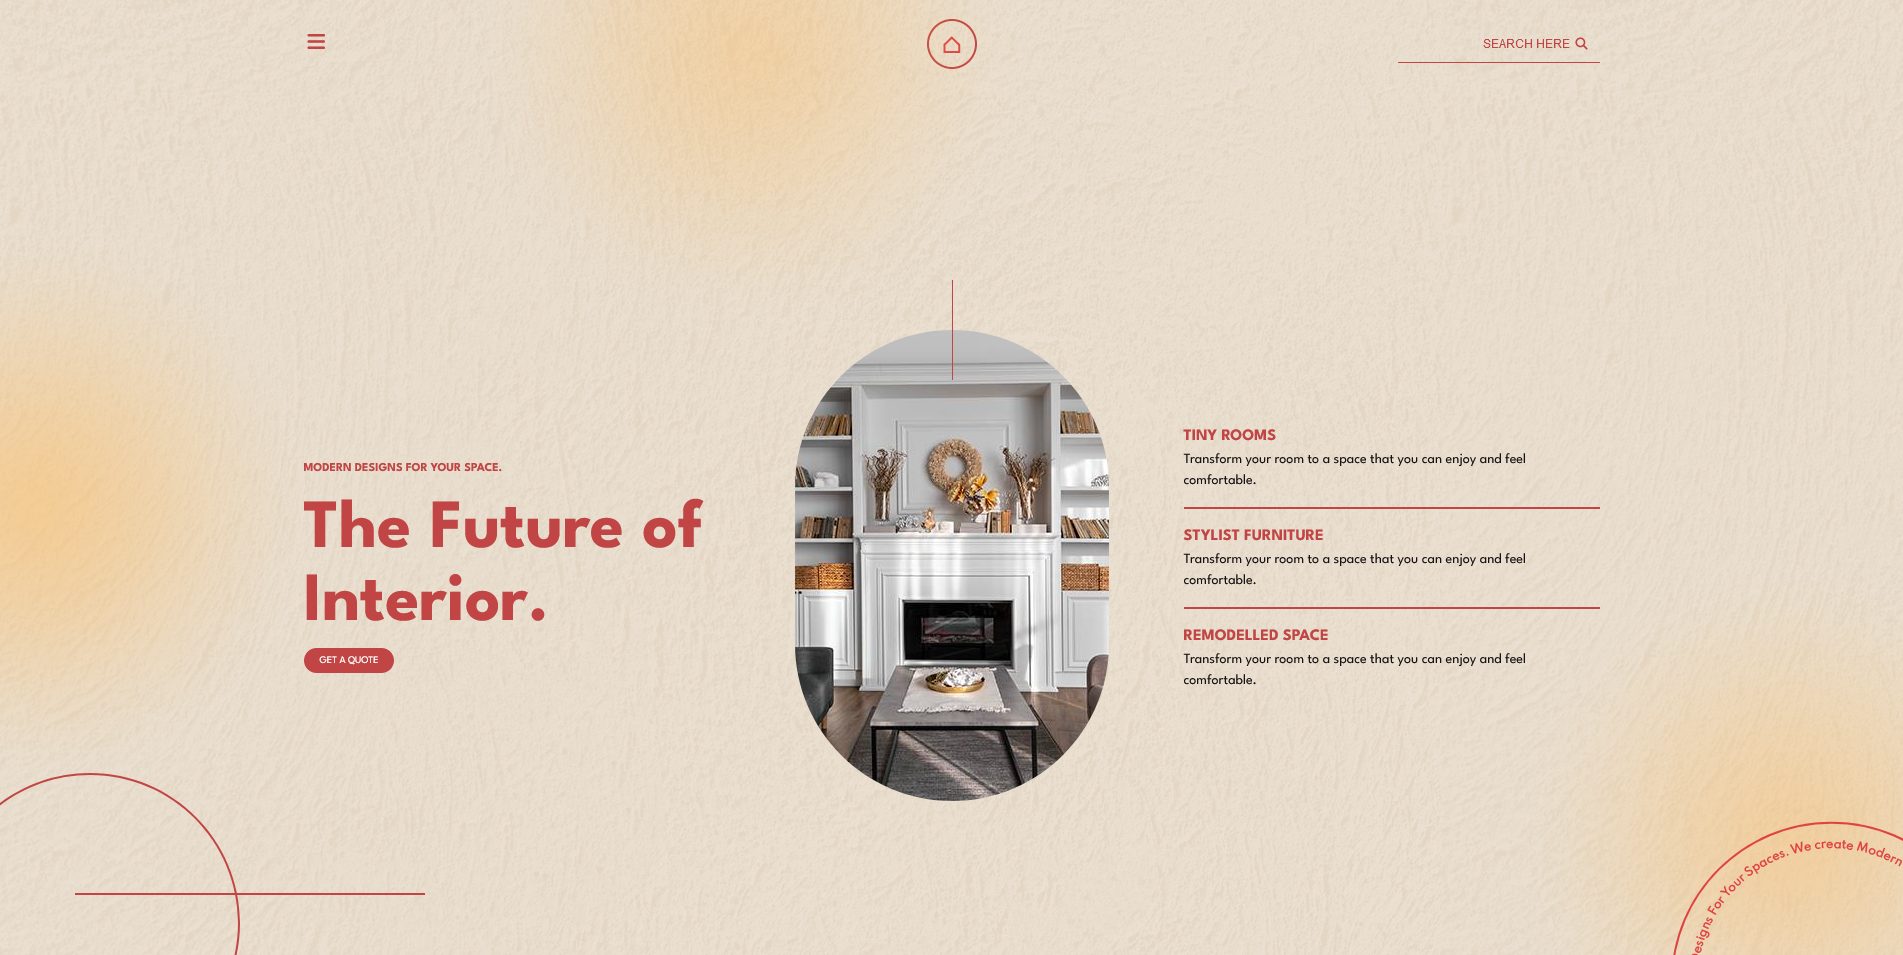 SEARCH HERE
MODERN DESIGNS FOR YOUR SPACE.
The Future of
Interior.
GET A QUOTE
TINY ROOMS
Transform your room to a space that you can enjoy and feel
comfortable.
STYLIST FURNITURE
Transform your room to a space that you can enjoy and feel
comfortable.
REMODELLED SPACE
Transform your room to a space that you can enjoy and feel
comfortable.
Designs For Your Spaces. We create Modern